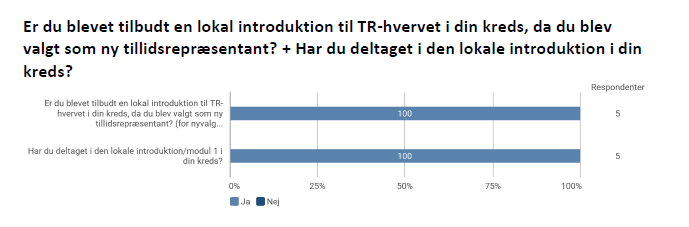 Er du blevet tilbudt en lokal introduktion til TR-hvervet i din kreds, da du blev
valgt som ny tillidsrepræsentant? + Har du deltaget i den lokale introduktion i din
kreds?
Respondenter
Er du blevet tilbudt en lokal introduktion til TR-
hvervet i din kreds, da du blev valgt som ny
tillidsrepræsentant? (for nyvalg...
100
5
Har du deltaget i den lokale introduktion/modul 1 i
din kreds?
100
5
0% 25% 50% 75% 100%
Ja Nej